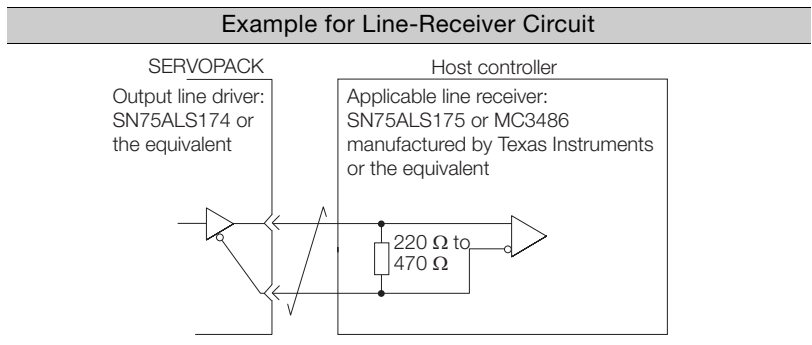 Example for Line-Receiver Circuit
SERVOPACK
Host controller
Output line driver:
SN75ALS174 or
the equivalent
Applicable line receiver:
SN75ALS175 or MC3486
manufactured by Texas Instruments
or the equivalent
220 Ω to
470 Ω